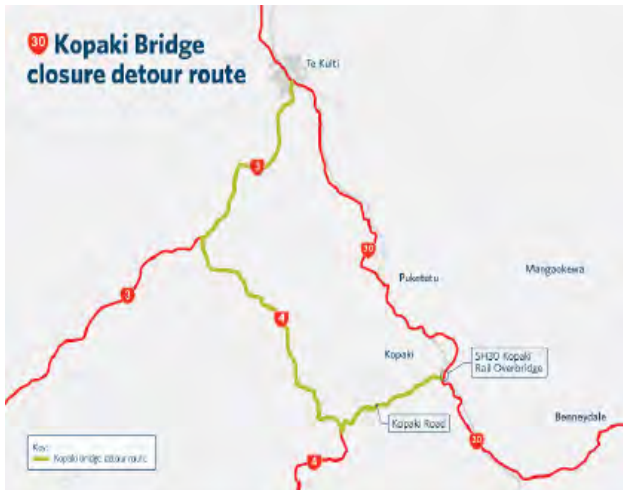 30 Kopaki Bridge
closure detour route
Te Kuiti
3
30
Mangaokewa
Puketutu
3
4
Kopaki
SH30 Kopaki
Rail Overbridge
Kopaki Road
Benneydale
30
4
Key:
Kopaki bridge detour route